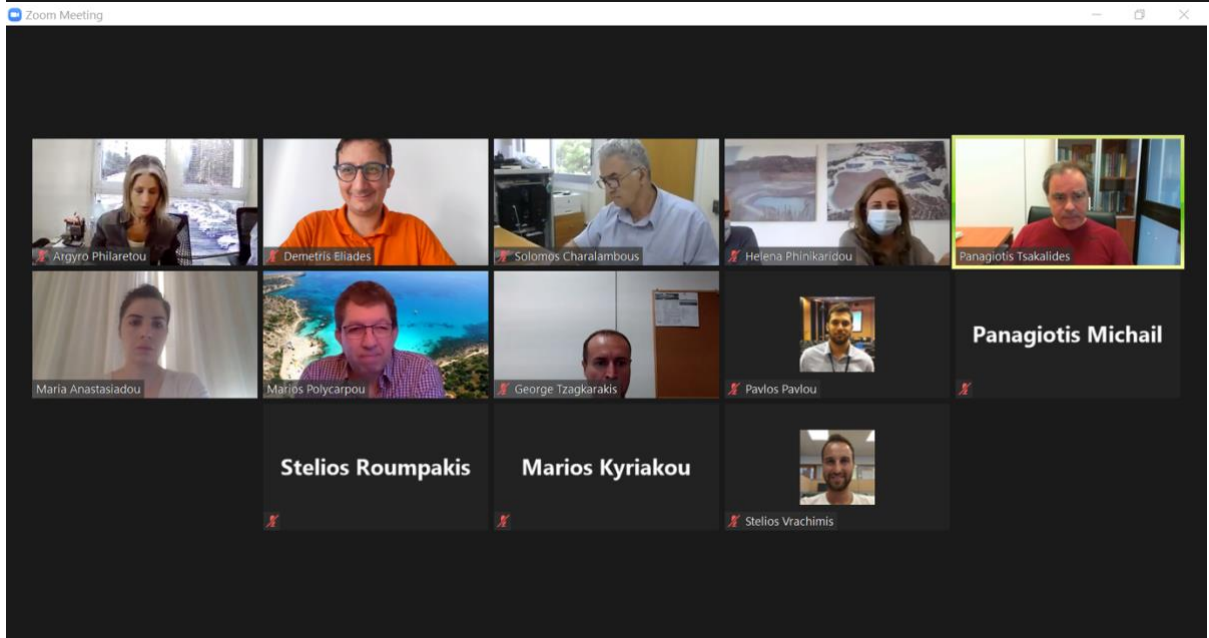 Zoom Meeting
Argyro Philaretou
Demetris Eliades
Solomos Charalambous
Helena Phinikaridou
Panagiotis Tsakalides
Maria Anastasiadou
Marios Polycarpou
George Tzagkarakis
Pavlos Pavlou
Panagiotis Michail
Stelios Roumpakis
Marios Kyriakou
Stelios Vrachimis